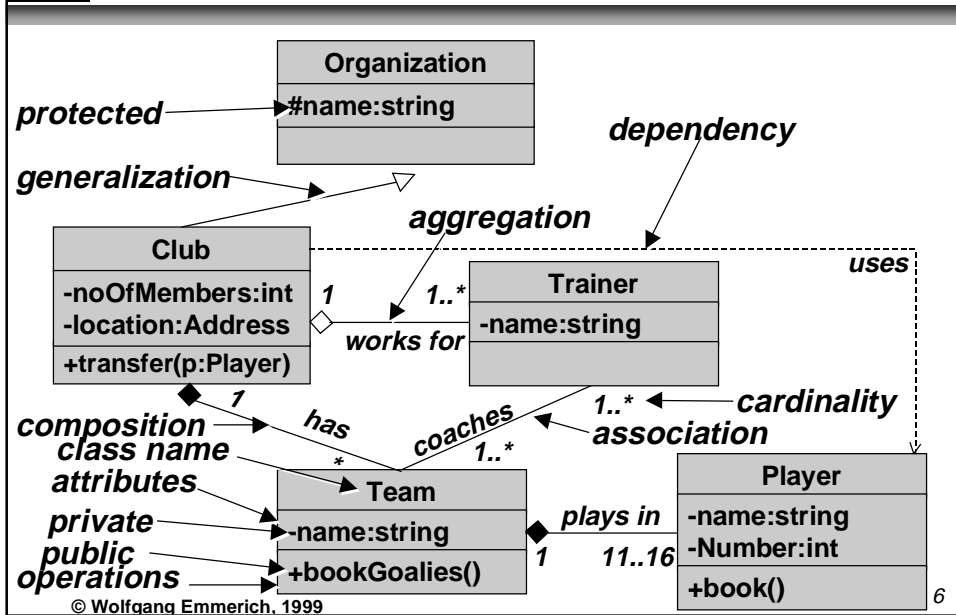 Organization
#name:string
protected
dependency
generalization
aggregation
Club
-noOfMembers:int
-location:Address
+transfer(p:Player)
1
1..*
works for
Trainer
-name:string
uses
1
has
*
coaches
1..*
1..*
cardinality
association
composition
class name
attributes
private
public
operations
Team
-name:string
+bookGoalies()
plays in
1
11..16
Player
-name:string
-Number:int
+book()
© Wolfgang Emmerich, 1999
6